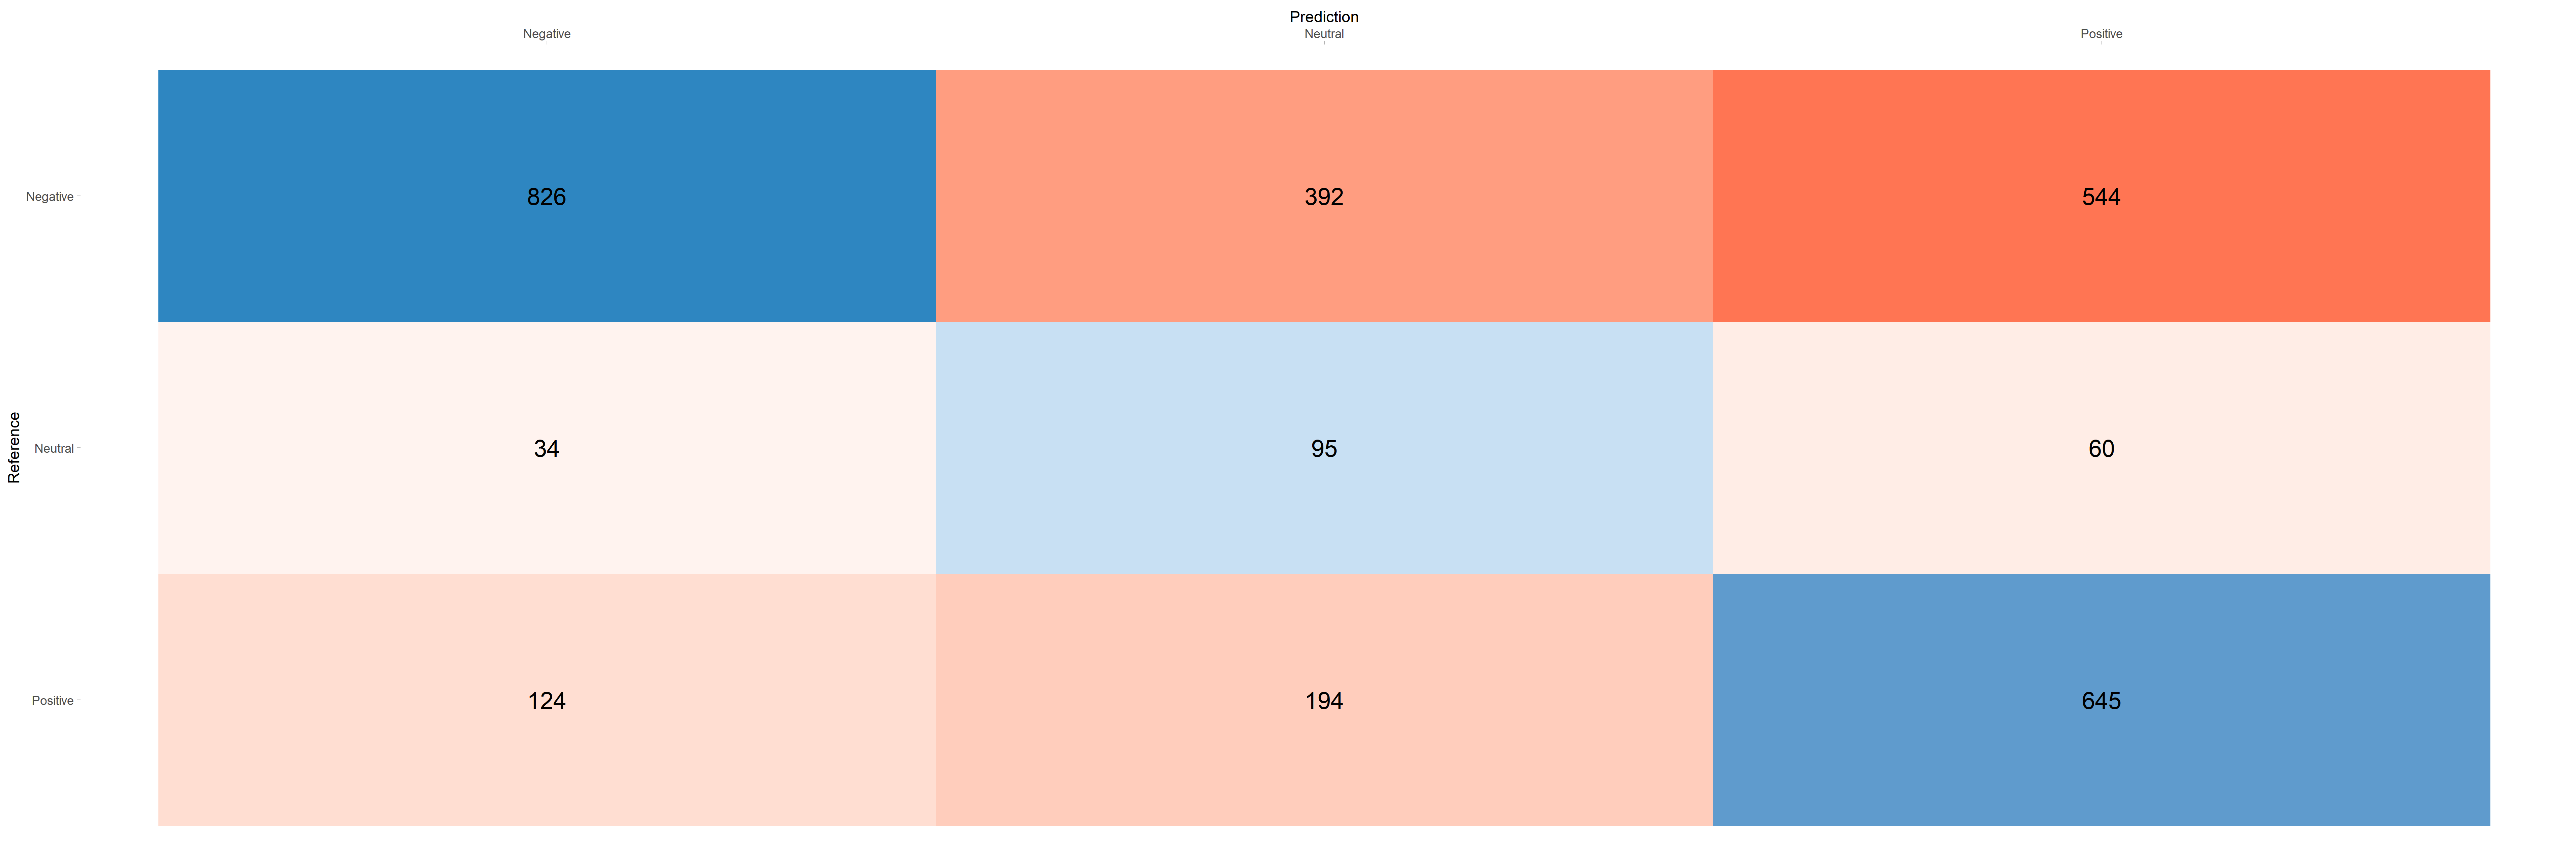 Prediction
Negative Neutral Positive
Negative 826 392 544
Reference
Neutral 34 95 60
Positive 124 194 645